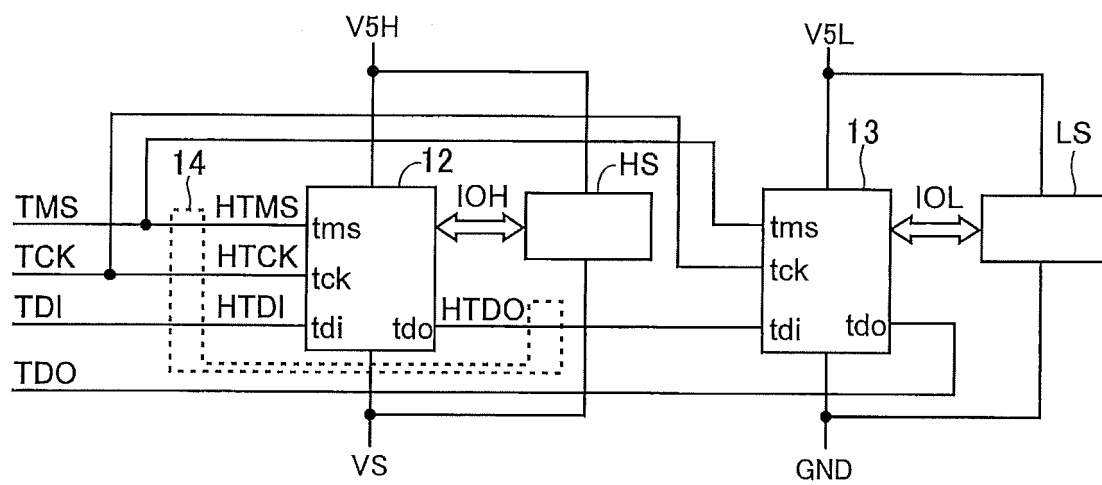 V5H
V5L
12
HS
13
LS
14
IOH
IOL
TMS
HTMS
tms
tms
TCK
HTCK
tck
tck
TDI
HTDI
tdi
tdo
HTDO
tdi
tdo
TDO
VS
GND